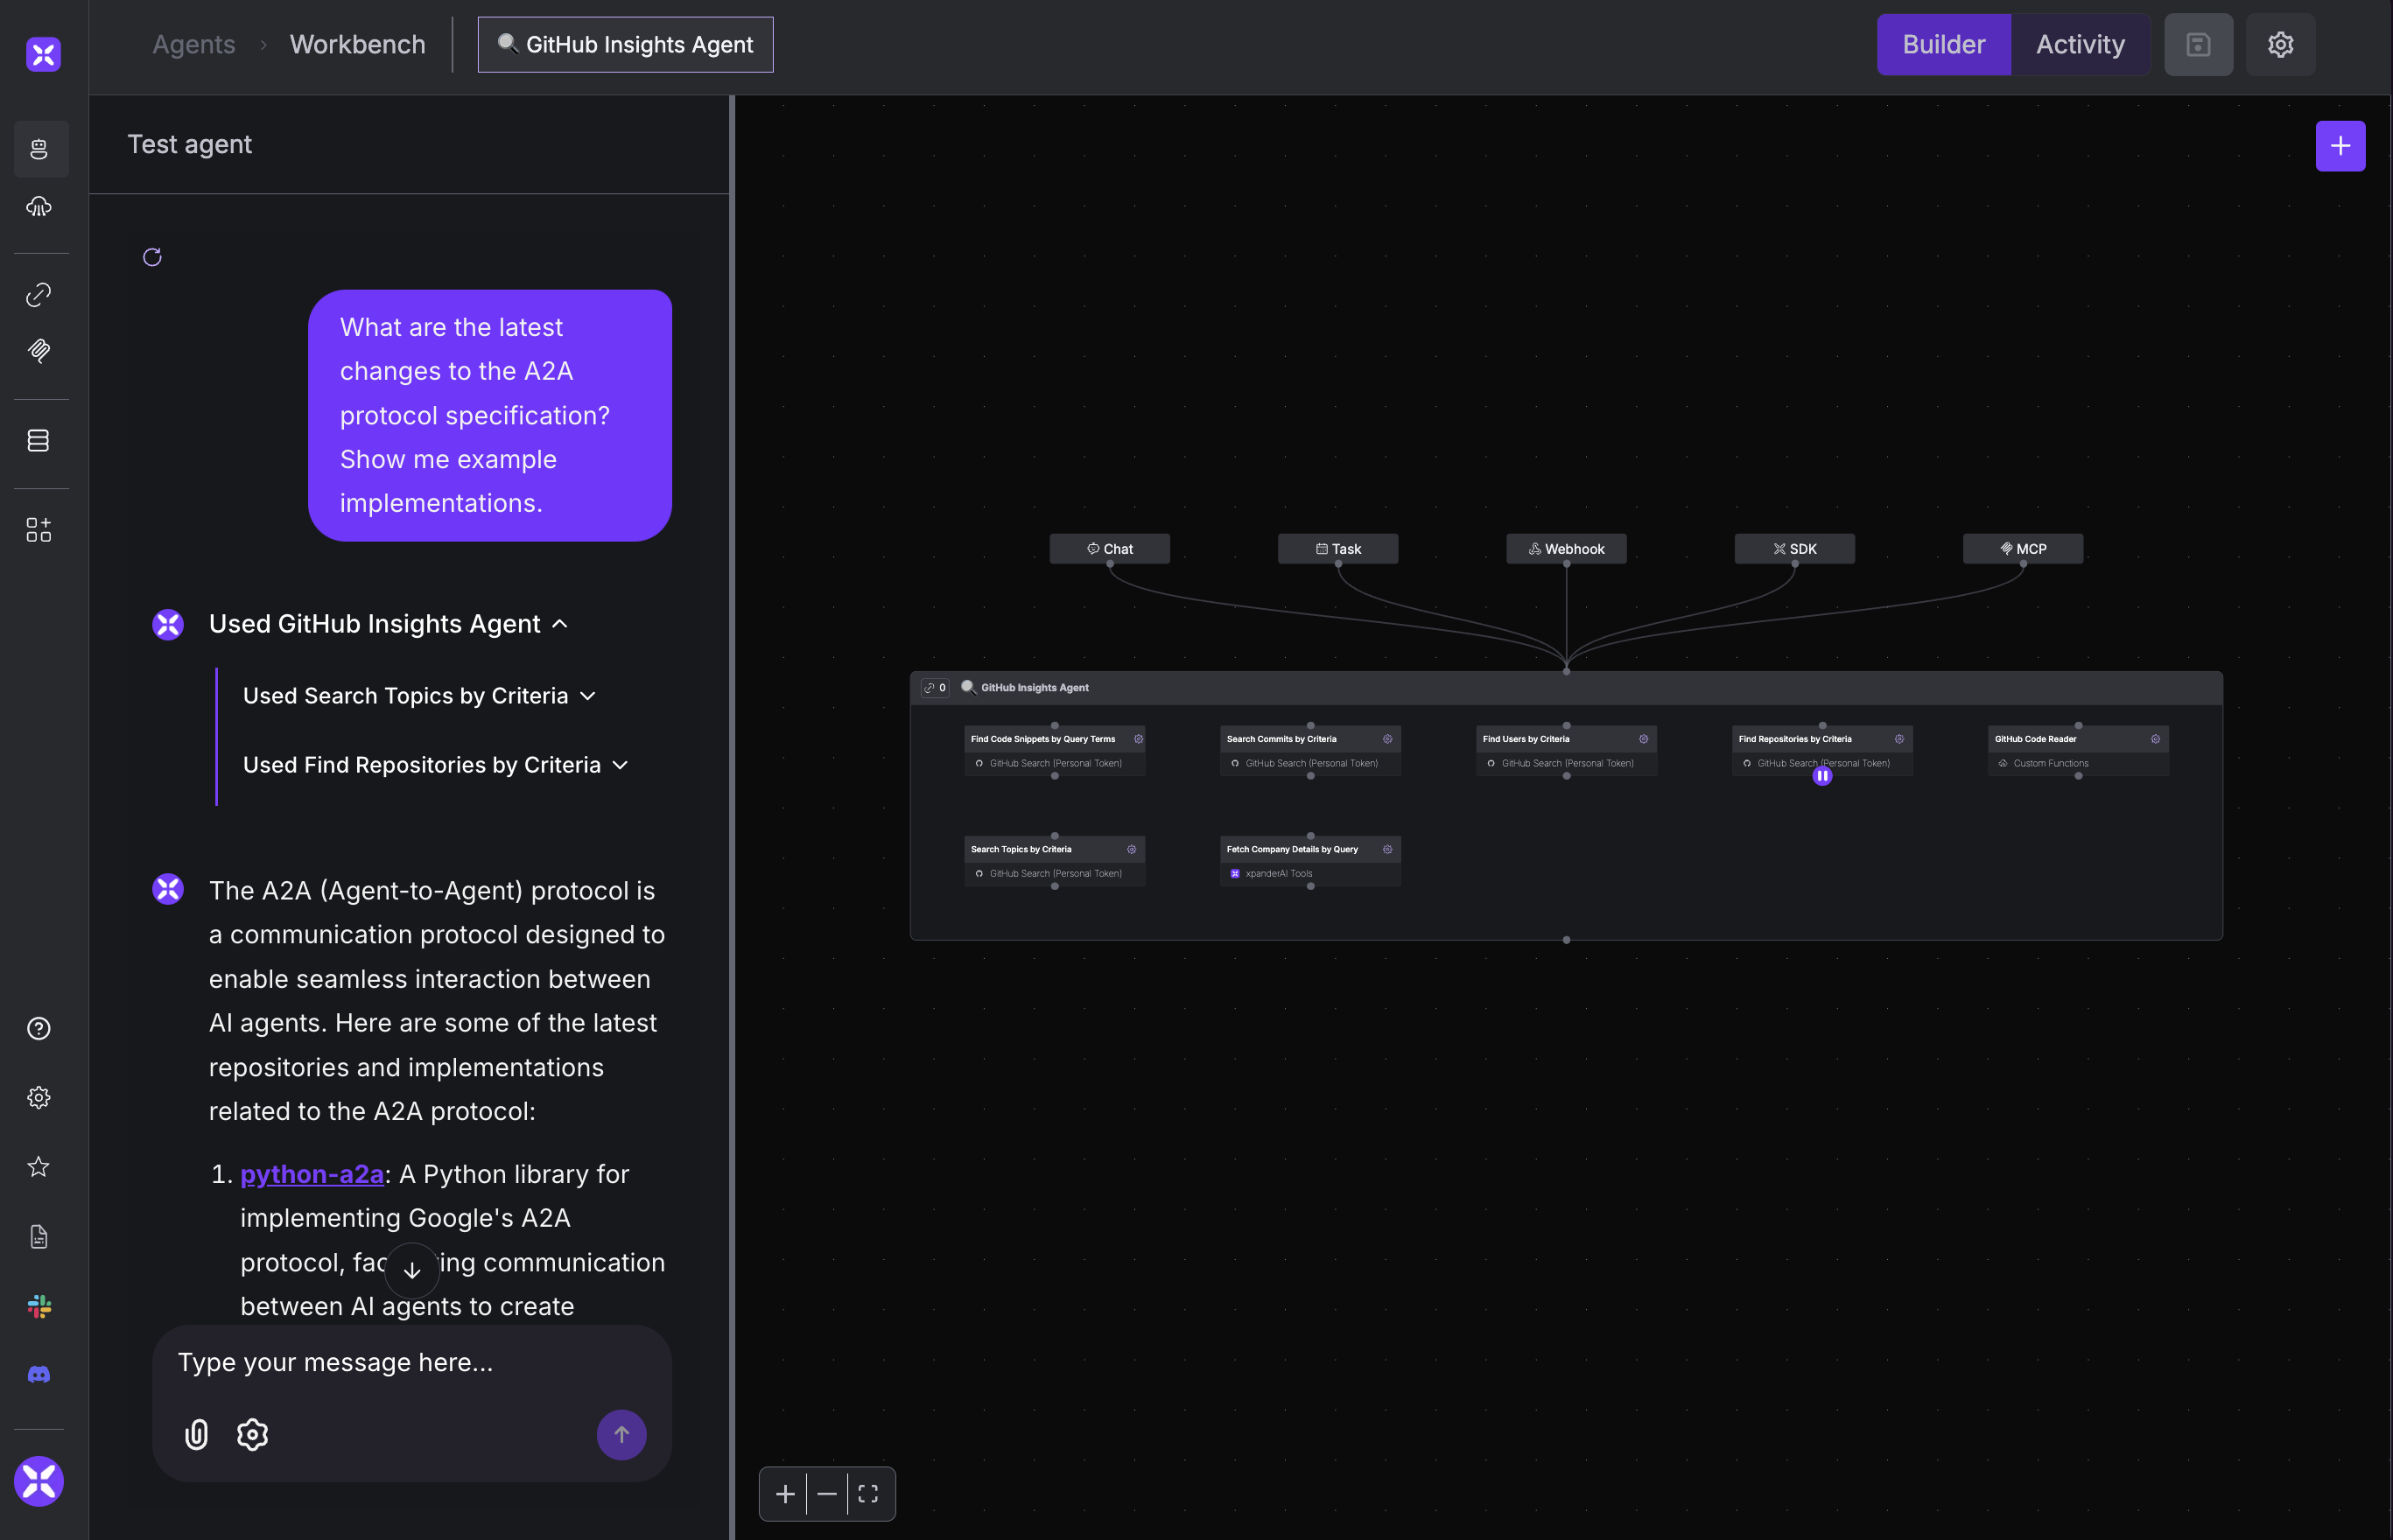 Agents > Workbench
GitHub Insights Agent
Builder
Activity
Test agent
What are the latest
changes to the A2A
protocol specification?
Show me example
implementations.
Used GitHub Insights Agent
Used Search Topics by Criteria
Used Find Repositories by Criteria
The A2A (Agent-to-Agent) protocol is
a communication protocol designed to
enable seamless interaction between
AI agents. Here are some of the latest
repositories and implementations
related to the A2A protocol:
1. python-a2a: A Python library for
implementing Google's A2A
protocol, fac ing communication
between AI agents to create
Type your message here...
Chat
Task
Webhook
SDK
MCP
0
GitHub Insights Agent
Find Code Snippets by Query Terms
GitHub Search (Personal Token)
Search Commits by Criteria
GitHub Search (Personal Token)
Find Users by Criteria
GitHub Search (Personal Token)
Find Repositories by Criteria
GitHub Search (Personal Token)
GitHub Code Reader
Custom Functions
Search Topics by Criteria
GitHub Search (Personal Token)
Fetch Company Details by Query
xpanderAI Tools